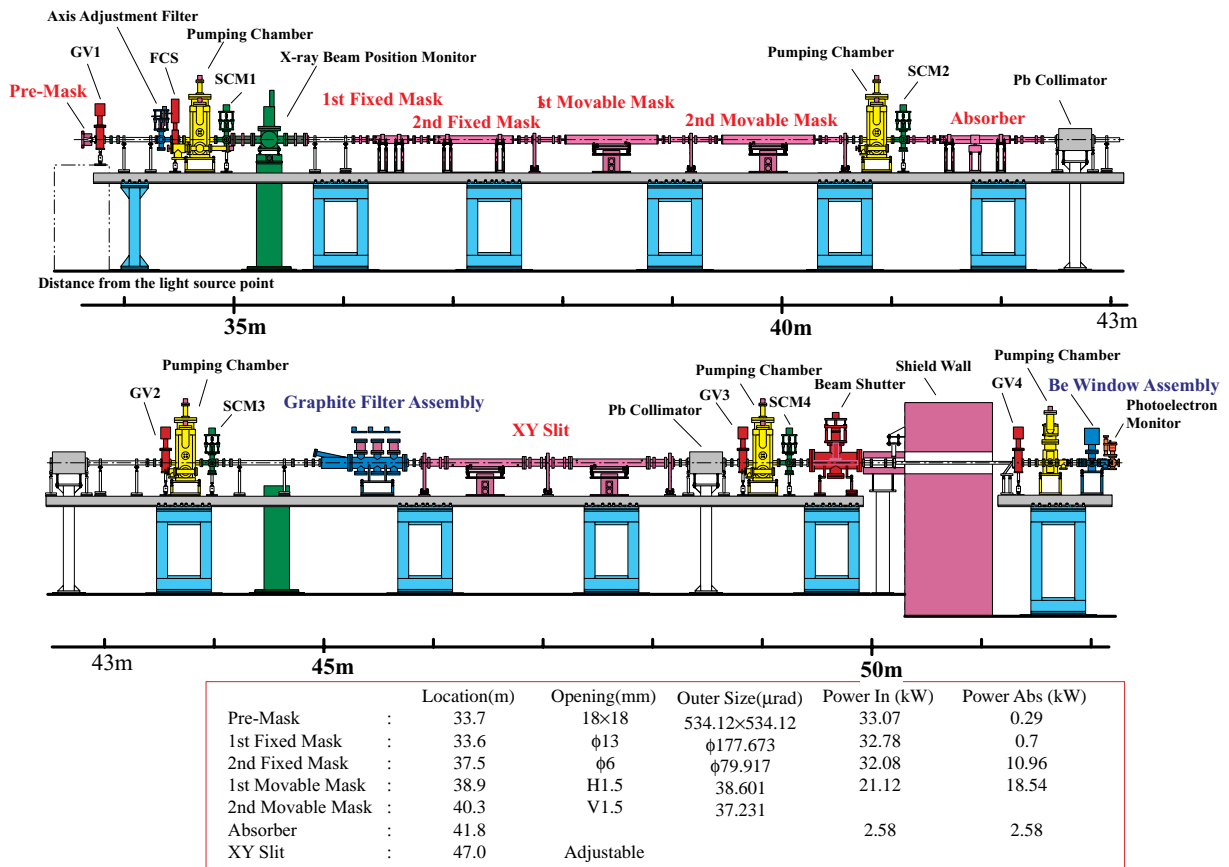 Axis Adjustment Filter
Pumping Chamber
GV1
FCS
X-ray Beam Position Monitor
SCM1
Pre-Mask
1st Fixed Mask
2nd Fixed Mask
1st Movable Mask
2nd Movable Mask
Pumping Chamber
SCM2
Absorber
Pb Collimator
Distance from the light source point
35m
40m
43m
Pumping Chamber
GV2
SCM3
Graphite Filter Assembly
XY Slit
Pb Collimator
Pumping Chamber
GV3
SCM4
Beam Shutter
Shield Wall
Pumping Chamber
GV4
Be Window Assembly
Photoelectron
Monitor
43m
45m
50m
Location(m) Opening(mm) Outer Size(μrad) Power In (kW) Power Abs (kW)
Pre-Mask : 33.7 18×18 534.12×534.12 33.07 0.29
1st Fixed Mask : 33.6 φ13 φ177.673 32.78 0.7
2nd Fixed Mask : 37.5 φ6 φ79.917 32.08 10.96
1st Movable Mask : 38.9 H1.5 38.601 21.12 18.54
2nd Movable Mask : 40.3 V1.5 37.231
Absorber : 41.8 2.58 2.58
XY Slit : 47.0 Adjustable